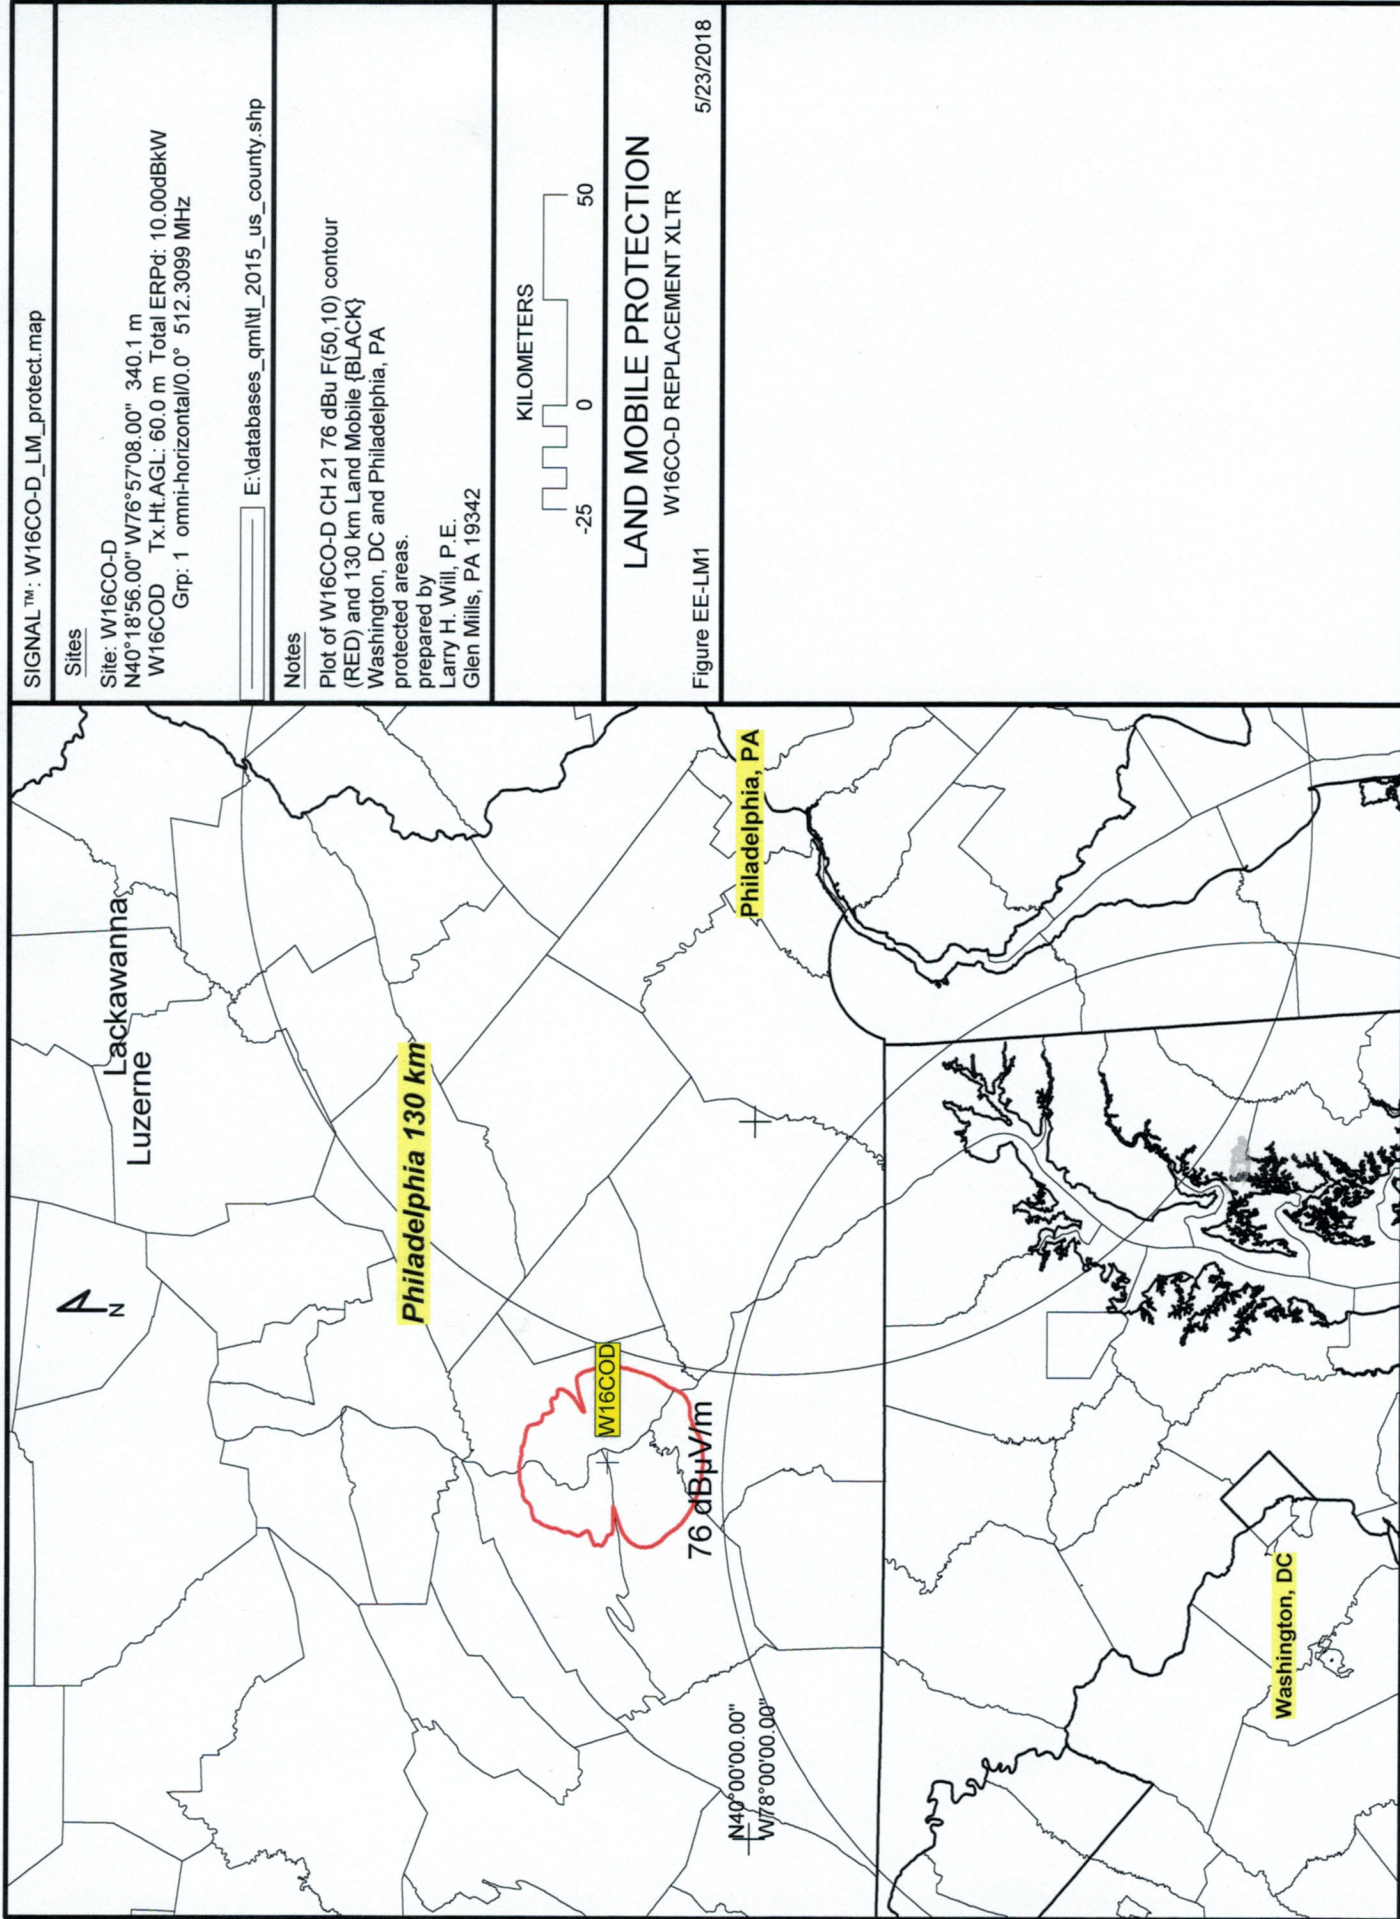 Lackawanna
Luzerne
N
Philadelphia 130 km
W16COD
76 dBµV/m
Philadelphia, PA
N40°00'00.00"
W78°00'00.00"
Washington, DC
SIGNAL™: W16CO-D_LM_protect.map
Sites
Site: W16CO-D
N40°18'56.00" W76°57'08.00" 340.1 m
W16COD Tx.Ht.AGL: 60.0 m Total ERPd: 10.00dBkW
Grp: 1 omni-horizontal/0.0° 512.3099 MHz
E:\databases_qml\tl_2015_us_county.shp
Notes
Plot of W16CO-D CH 21 76 dBu F(50,10) contour
(RED) and 130 km Land Mobile {BLACK}
Washington, DC and Philadelphia, PA
protected areas.
prepared by
Larry H. Will, P.E.
Glen Mills, PA 19342
KILOMETERS
-25 0 50
LAND MOBILE PROTECTION
W16CO-D REPLACEMENT XLTR
Figure EE-LM1 5/23/2018